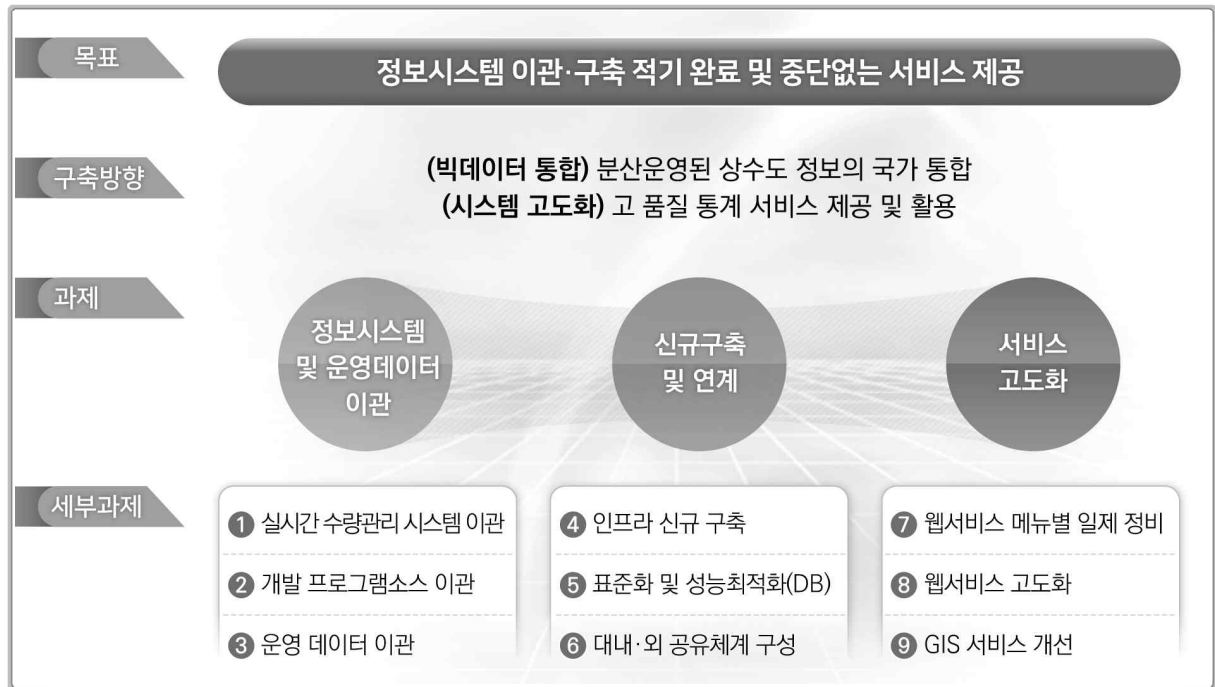 목표
정보시스템 이관·구축 적기 완료 및 중단없는 서비스 제공
구축방향
(빅데이터 통합) 분산운영된 상수도 정보의 국가 통합
(시스템 고도화) 고 품질 통계 서비스 제공 및 활용
과제
정보시스템
및 운영데이터
이관
신규구축
및 연계
서비스
고도화
세부과제
1 실시간 수량관리 시스템 이관
2 개발 프로그램소스 이관
3 운영 데이터 이관
4 인프라 신규 구축
5 표준화 및 성능최적화(DB)
6 대내·외 공유체계 구성
7 웹서비스 메뉴별 일제 정비
8 웹서비스 고도화
9 GIS 서비스 개선